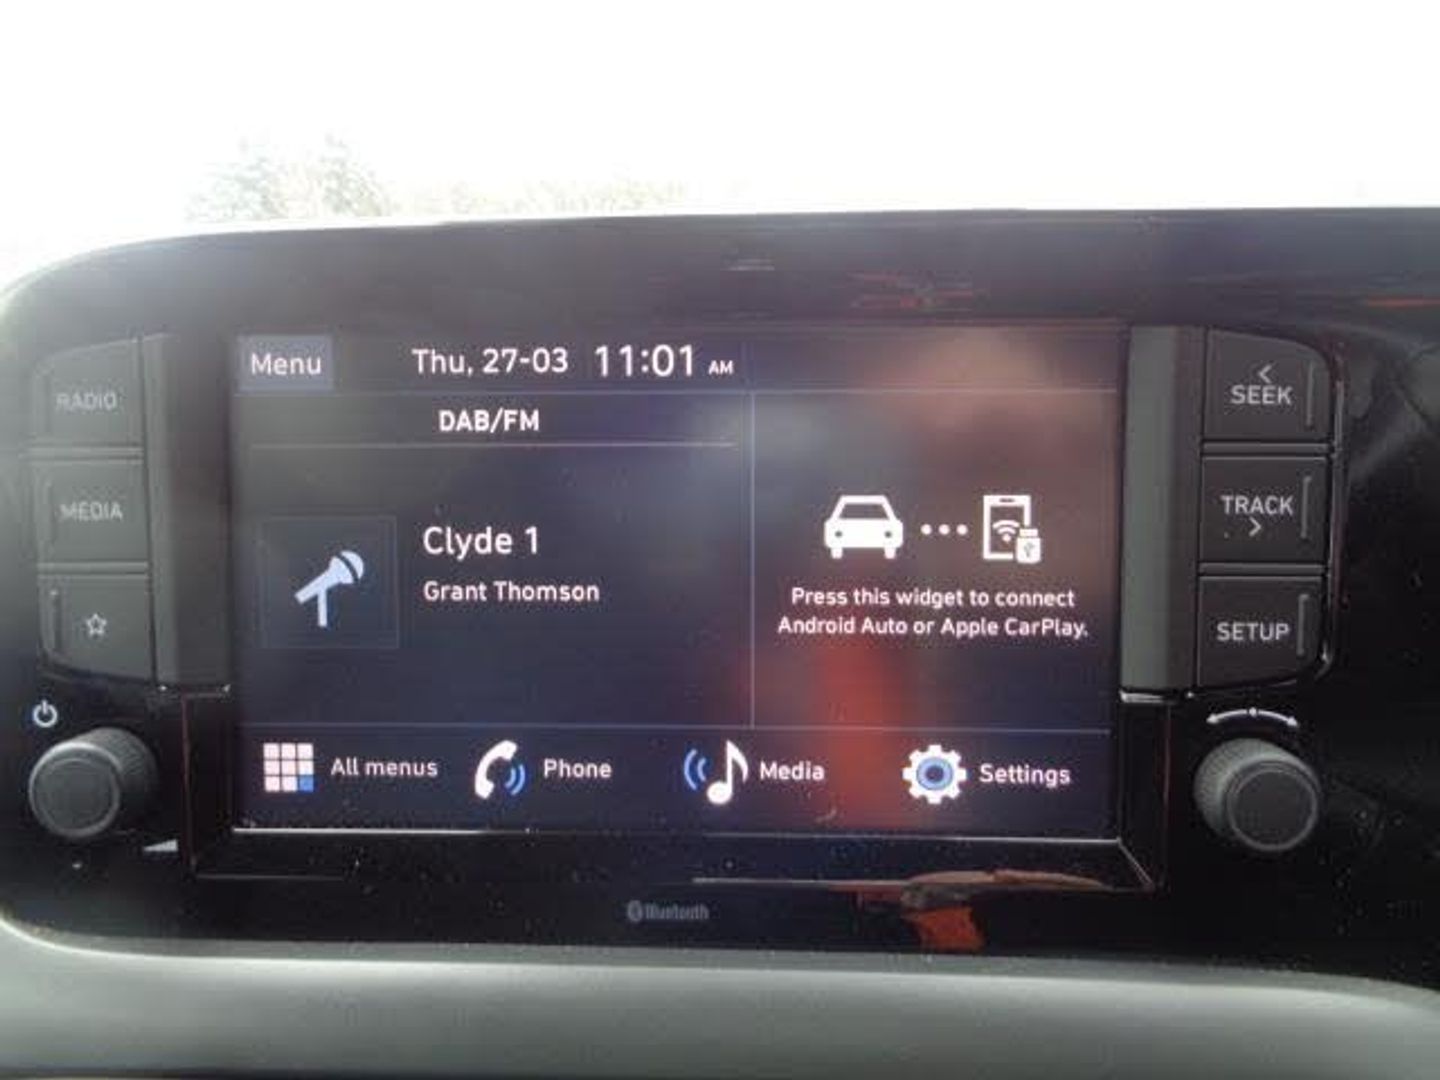 Menu Thu, 27-03 11:01 AM
DAB/FM
Clyde 1
Grant Thomson
Press this widget to connect
Android Auto or Apple CarPlay.
All menus Phone Media Settings
RADIO
MEDIA
< SEEK
TRACK >
SETUP
Bluetooth